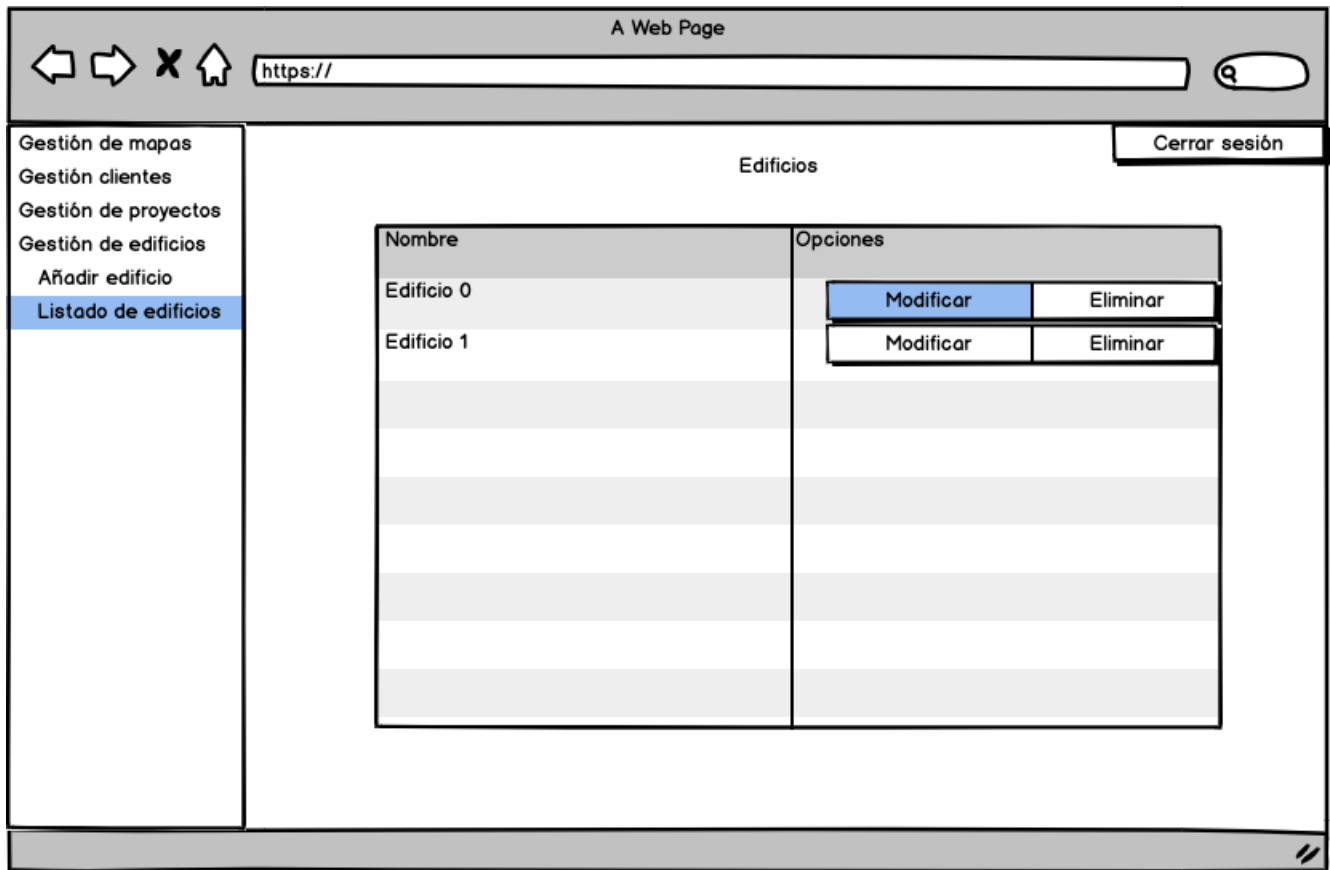 A Web Page
https://
Gestión de mapas
Gestión clientes
Gestión de proyectos
Gestión de edificios
Añadir edificio
Listado de edificios
Cerrar sesión
Edificios
Nombre Opciones
Edificio 0 Modificar Eliminar
Edificio 1 Modificar Eliminar